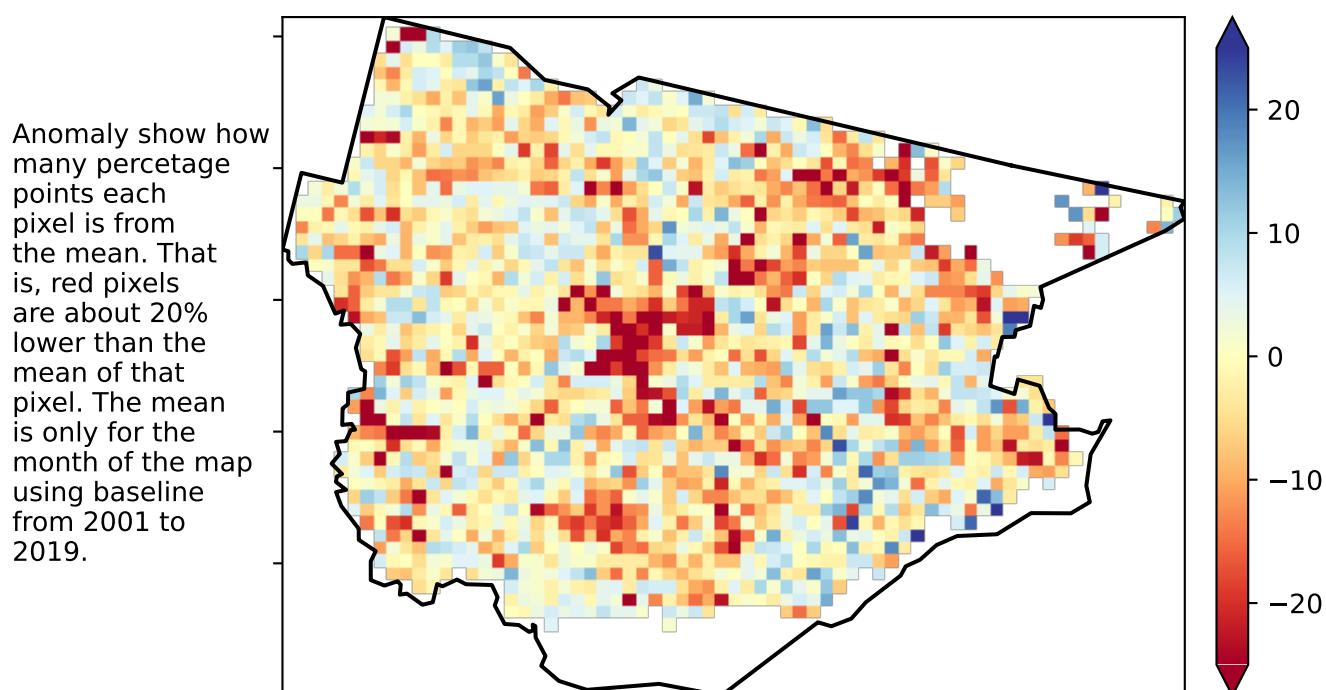 Anomaly show how
many percetage
points each
pixel is from
the mean. That
is, red pixels
are about 20%
lower than the
mean of that
pixel. The mean
is only for the
month of the map
using baseline
from 2001 to
2019.
20
10
0
−10
−20